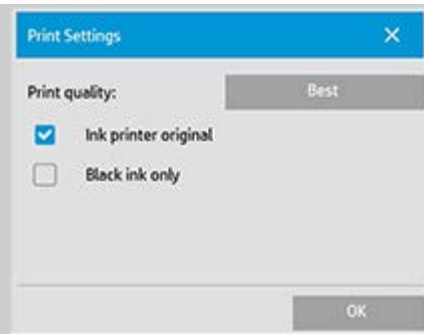 Print Settings
Print quality: Best
Ink printer original
Black ink only
OK